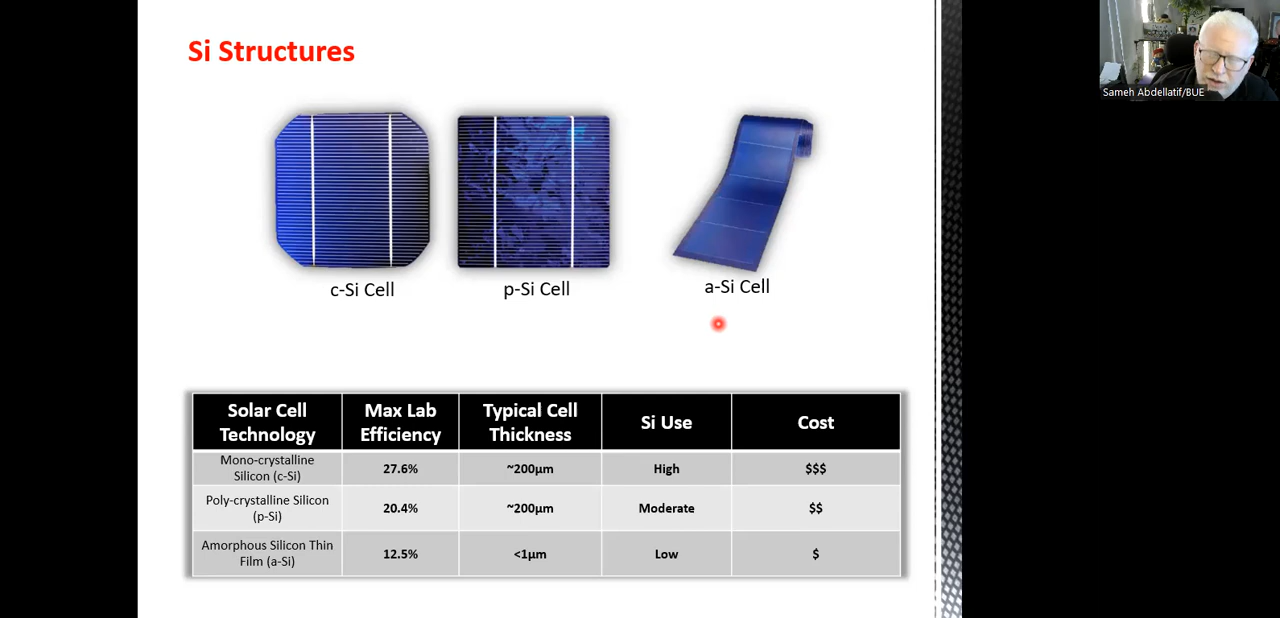 Si Structures
Sameh Abdellatif/BUE
c-Si Cell
p-Si Cell
a-Si Cell
Solar Cell
Technology
Max Lab
Efficiency
Typical Cell
Thickness
Si Use
Cost
Mono-crystalline
Silicon (c-Si)
27.6%
~200µm
High
$$$
Poly-crystalline Silicon
(p-Si)
20.4%
~200µm
Moderate
$$
Amorphous Silicon Thin
Film (a-Si)
12.5%
<1µm
Low
$